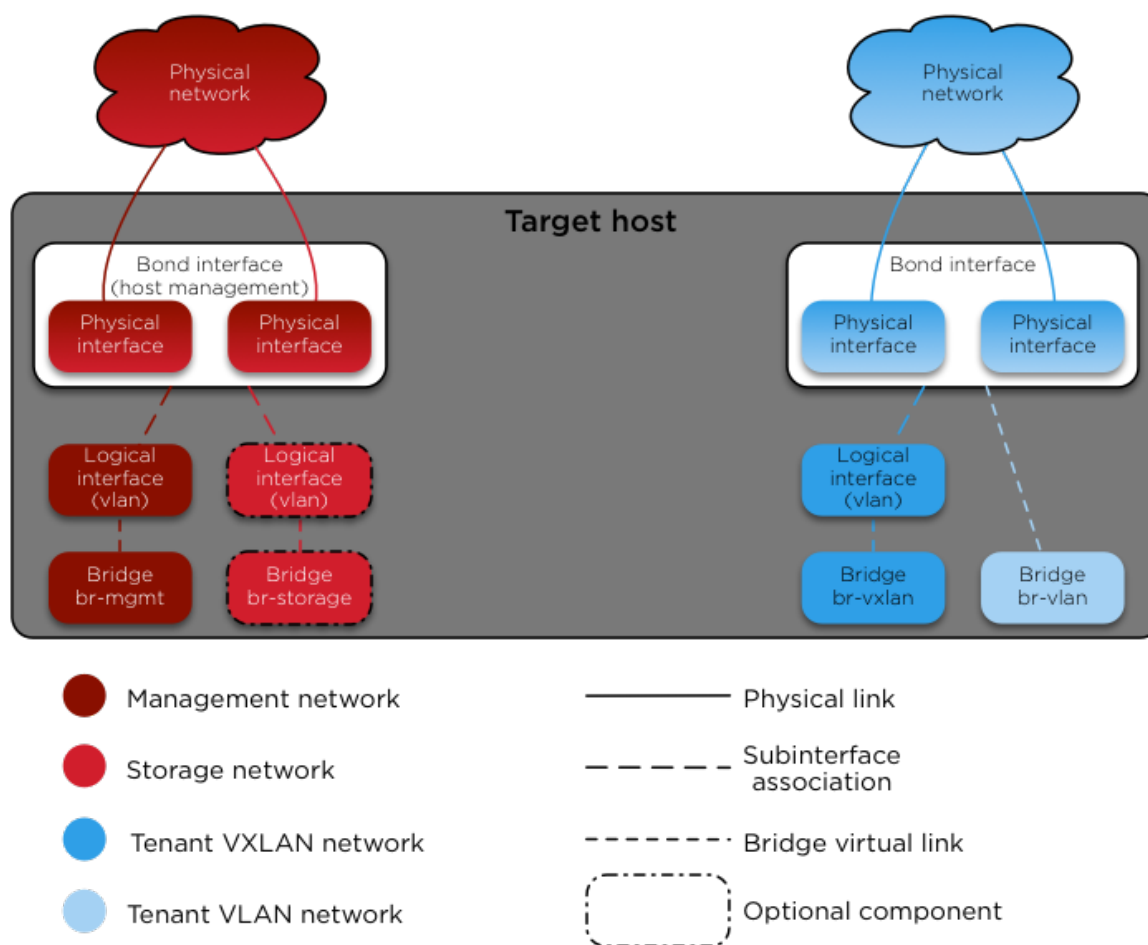 Physical
network
Physical
network
Target host
Bond interface
(host management)
Physical
interface
Physical
interface
Bond interface
Physical
interface
Physical
interface
Logical
interface
(vlan)
Logical
interface
(vlan)
Logical
interface
(vlan)
Bridge
br-mgmt
Bridge
br-storage
Bridge
br-vxlan
Bridge
br-vlan
Management network
Storage network
Tenant VXLAN network
Tenant VLAN network
Physical link
Subinterface
association
Bridge virtual link
Optional component